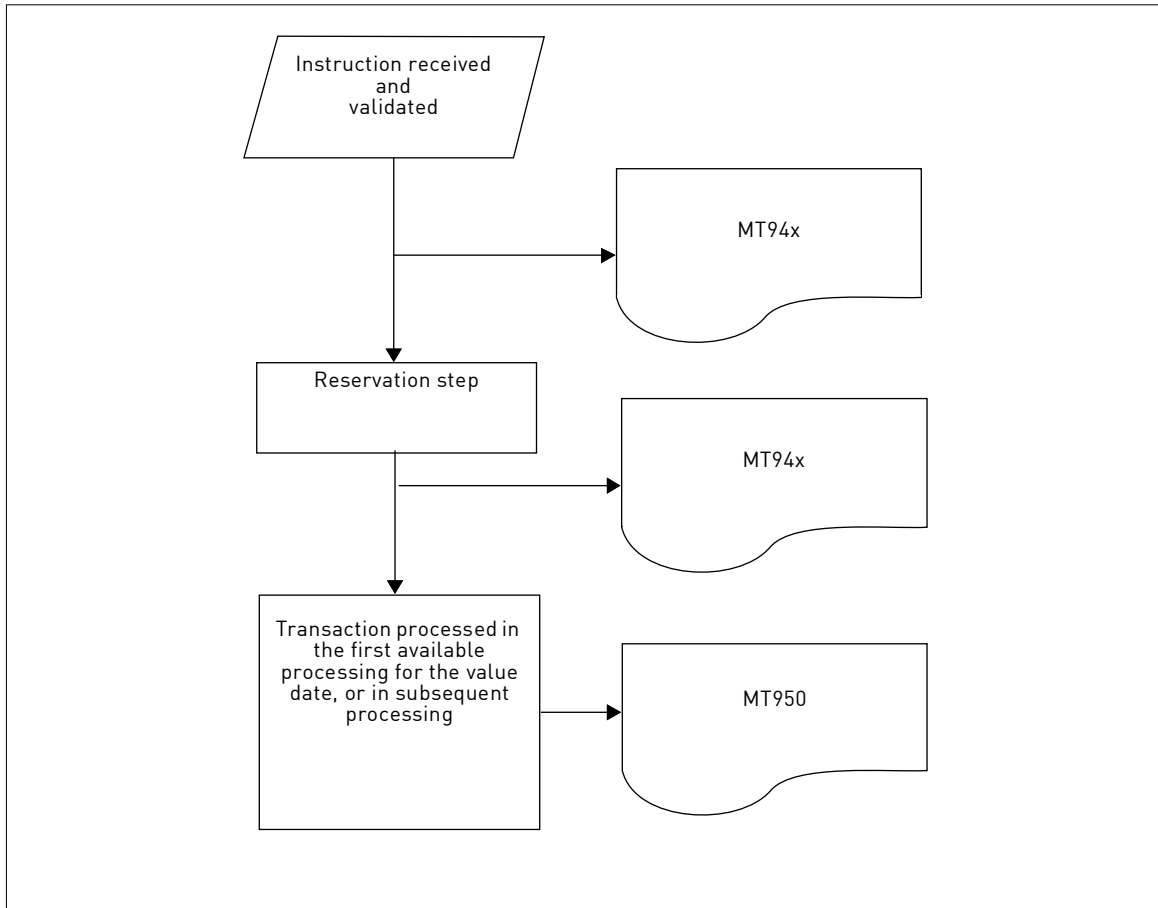 Instruction received
and
validated
MT94x
Reservation step
MT94x
Transaction processed in
the first available
processing for the value
date, or in subsequent
processing
MT950